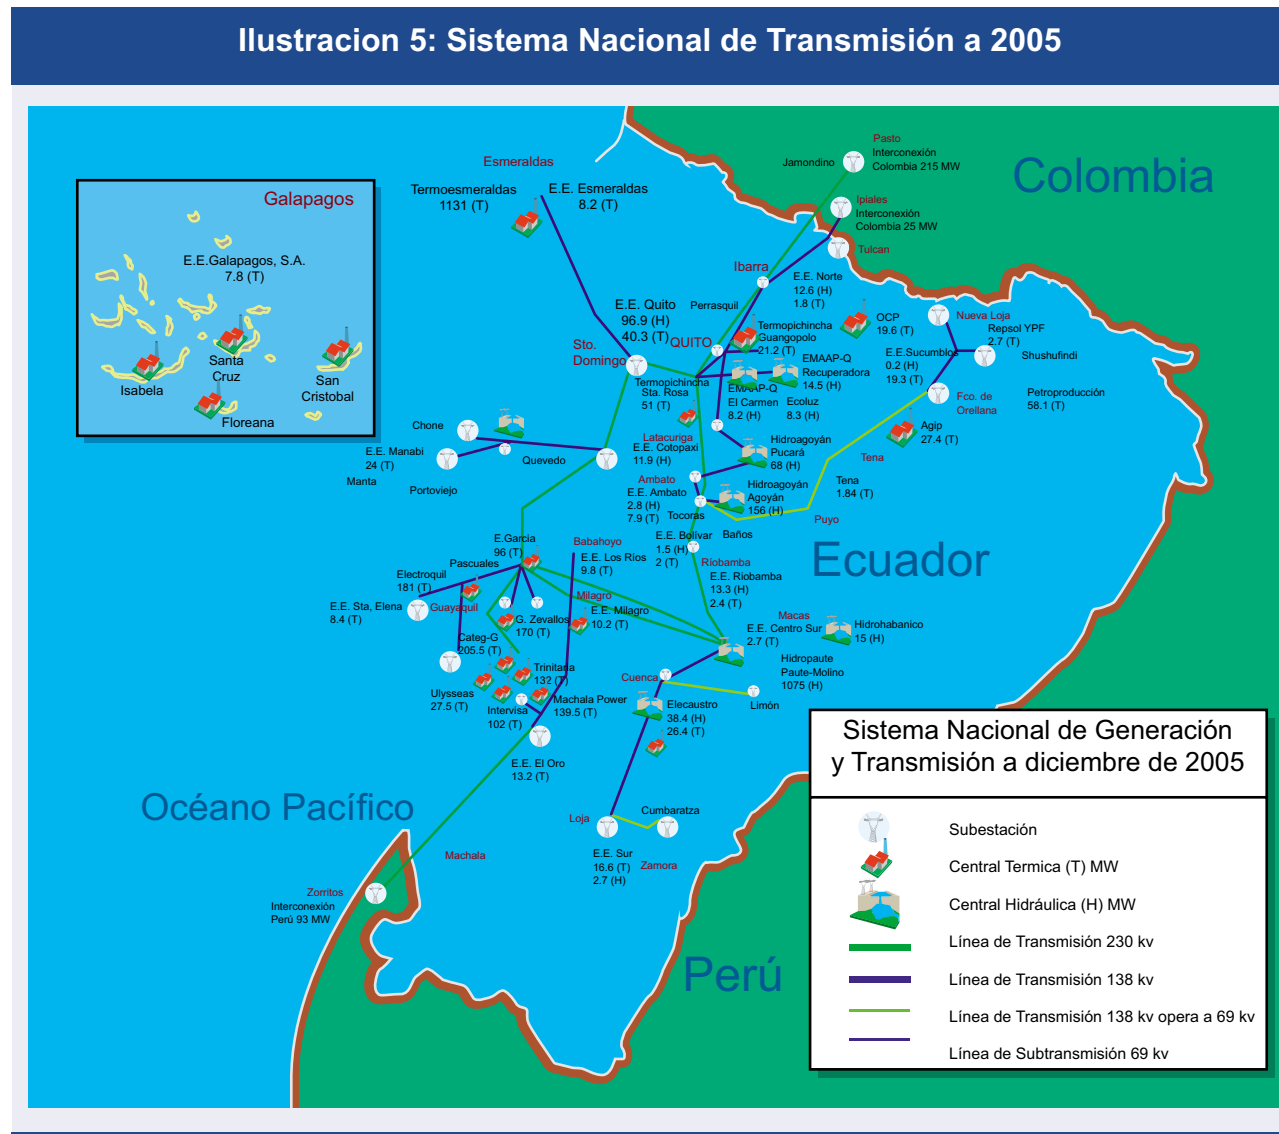 Ilustracion 5: Sistema Nacional de Transmisión a 2005
Galapagos
E.E.Galapagos, S.A.
7.8 (T)
Isabela
Santa
Cruz
San
Cristobal
Floreana
Esmeraldas
Termoesmeraldas
1131 (T)
E.E. Esmeraldas
8.2 (T)
Pasto
Interconexión
Colombia 215 MW
Jamondino
Colombia
Ipiales
Interconexión
Colombia 25 MW
Tulcan
Ibarra
E.E. Norte
12.6 (H)
1.8 (T)
Perrasquil
E.E. Quito
96.9 (H)
40.3 (T)
Sto.
Domingo
QUITO
Termopichincha
Guangopolo
21.2 (T)
OCP
19.6 (T)
Nueva Loja
Repsol YPF
2.7 (T)
Shushufindí
E.E.Sucumbios
0.2 (H)
19.3 (T)
Petroproducción
58.1 (T)
Fco. de
Orellana
EMAAP-Q
Recuperadora
14.5 (H)
Termopichincha
Sta. Rosa
51 (T)
EMAAP-Q
El Carmen
8.2 (H)
Ecoluz
8.3 (H)
Agip
27.4 (T)
Chone
E.E. Manabi
24 (T)
Manta
Portoviejo
Quevedo
Latacuriga
E.E. Cotopaxi
11.9 (H)
Hidroagoyán
Pucará
68 (H)
Tena
Tena
1.84 (T)
Ambato
E.E. Ambato
2.8 (H)
7.9 (T)
Hidroagoyán
Agoyán
156 (H)
Tocoras
Baños
Puyo
E.E. Bolívar
1.5 (H)
2 (T)
Ecuador
E.Garcia
96 (T)
Pascuales
Babahoyo
E.E. Los Ríos
9.8 (T)
Riobamba
E.E. Riobamba
13.3 (H)
2.4 (T)
Electroquil
181 (T)
E.E. Sta, Elena
8.4 (T)
Guayaquil
Milagro
E.E. Milagro
10.2 (T)
G. Zevallos
170 (T)
Macas
E.E. Centro Sur
2.7 (T)
Hidrohabanico
15 (H)
Categ-G
205.5 (T)
Hidropaute
Paute-Molino
1075 (H)
Trinitaria
132 (T)
Ulysseas
27.5 (T)
Intervisa
102 (T)
Machala Power
139.5 (T)
Cuenca
Elecaustro
38.4 (H)
26.4 (T)
Limón
E.E. El Oro
13.2 (T)
Océano Pacífico
Loja
Cumbaratza
E.E. Sur
16.6 (T)
2.7 (H)
Zamora
Machala
Zorritos
Interconexión
Perú 93 MW
Perú
Sistema Nacional de Generación
y Transmisión a diciembre de 2005
Subestación
Central Termica (T) MW
Central Hidráulica (H) MW
Línea de Transmisión 230 kv
Línea de Transmisión 138 kv
Línea de Transmisión 138 kv opera a 69 kv
Línea de Subtransmisión 69 kv